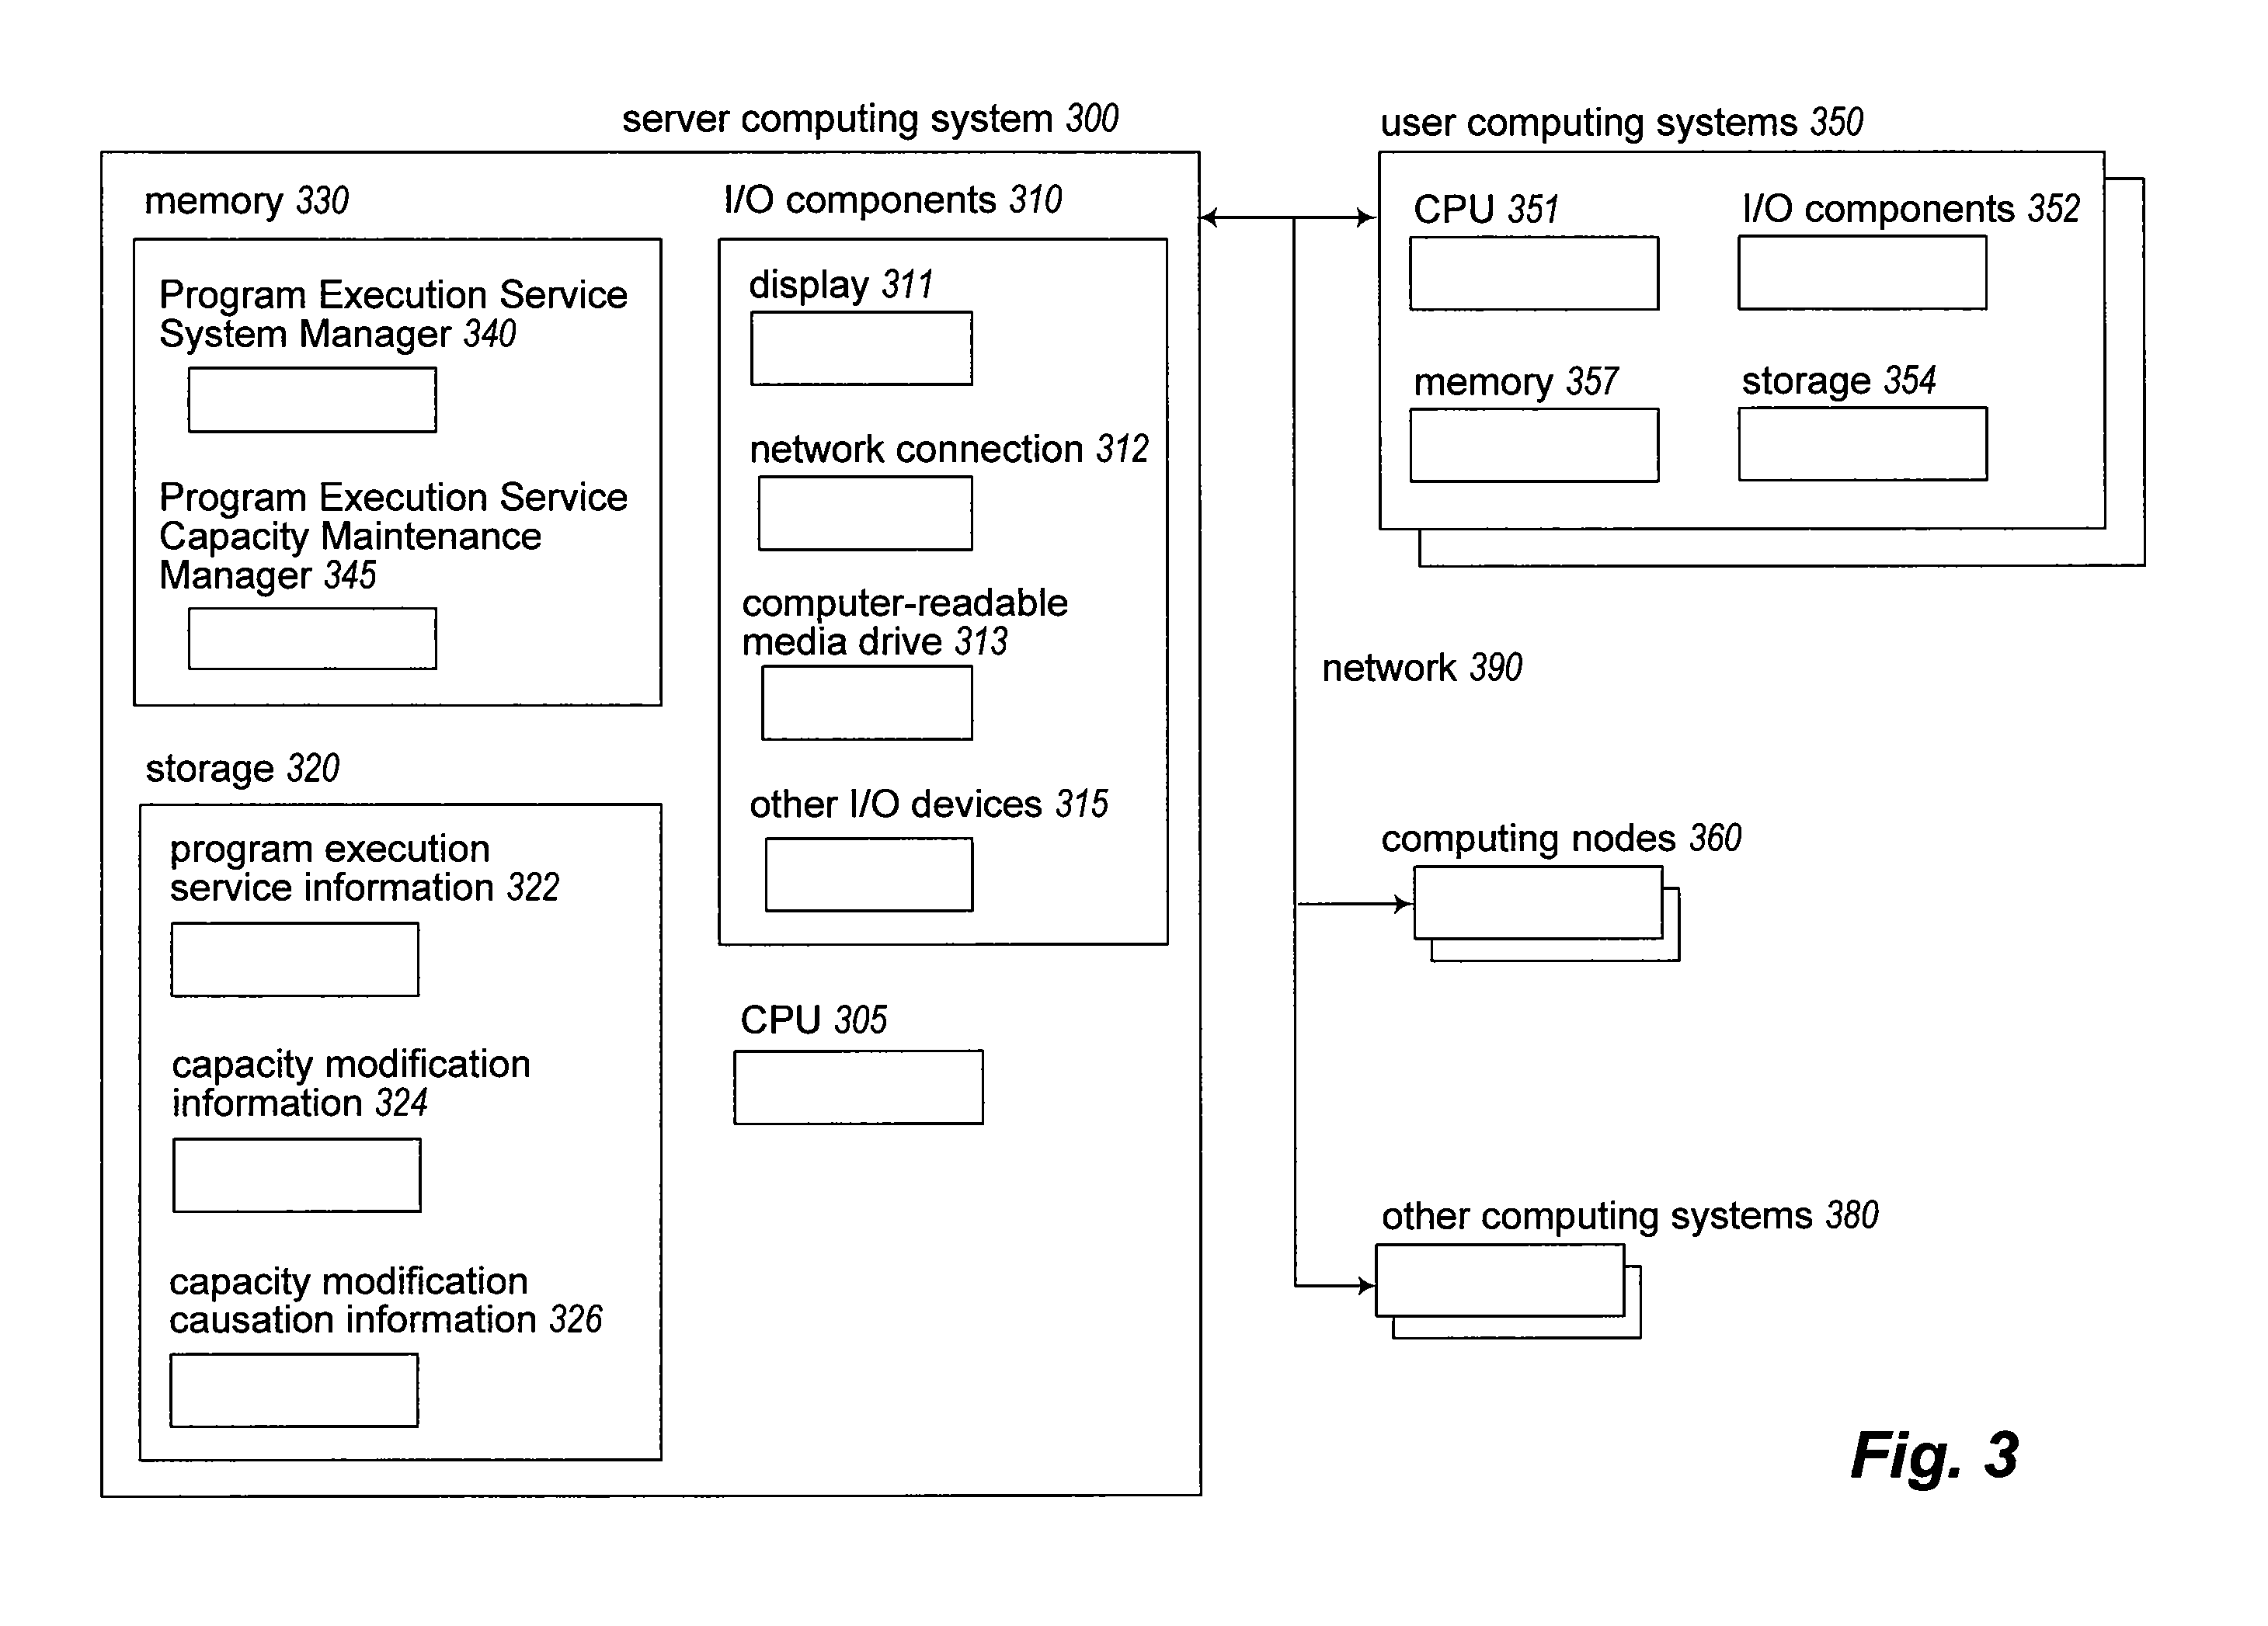 server computing system 300
memory 330
Program Execution Service
System Manager 340
Program Execution Service
Capacity Maintenance
Manager 345
storage 320
program execution
service information 322
capacity modification
information 324
capacity modification
causation information 326
I/O components 310
display 311
network connection 312
computer-readable
media drive 313
other I/O devices 315
CPU 305
user computing systems 350
CPU 351
I/O components 352
memory 357
storage 354
network 390
computing nodes 360
other computing systems 380
Fig. 3